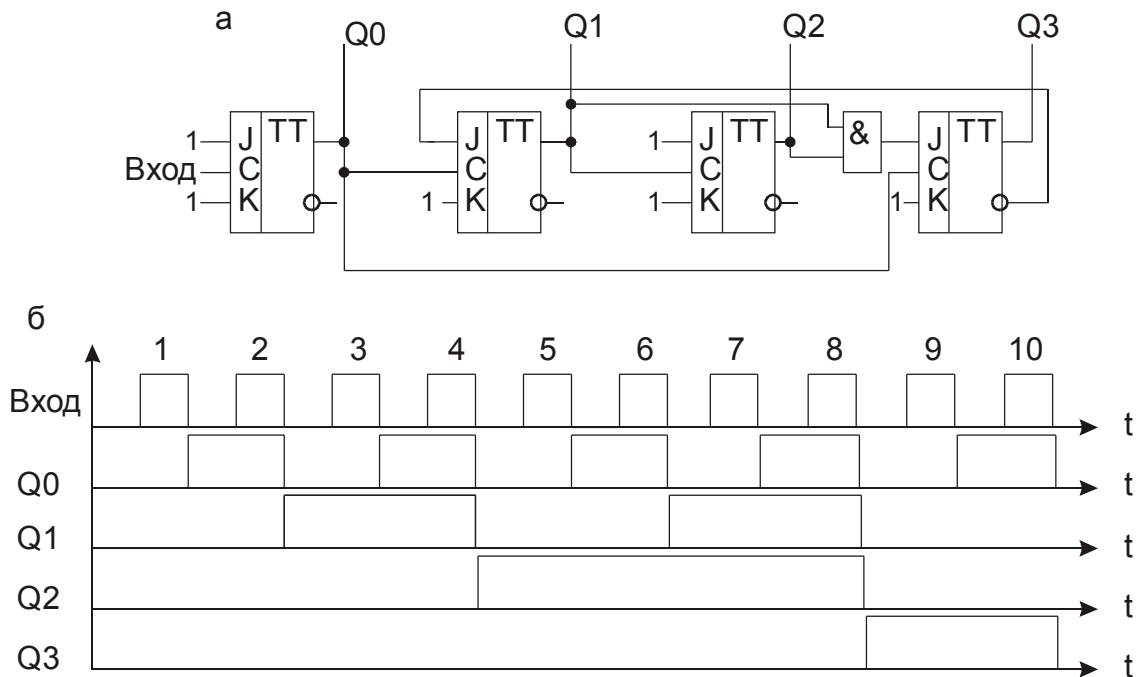 а
Q0 Q1 Q2 Q3
1 J TT 1 J TT 1 J TT & J TT
Вход C C C C
1 K 1 K 1 K 1 K
б
1 2 3 4 5 6 7 8 9 10
Вход t
Q0 t
Q1 t
Q2 t
Q3 t